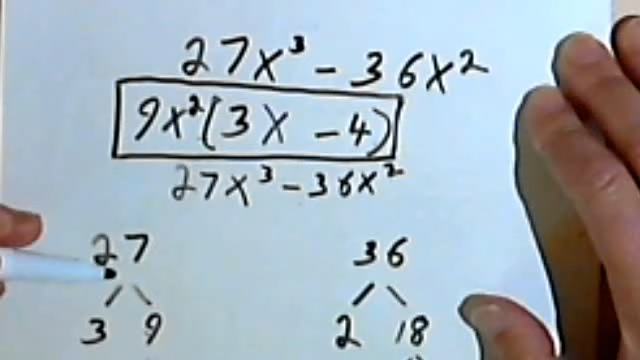 27x³ - 36x²
9x²(3x - 4)
27x³ - 36x²
27 36
3 9 2 18